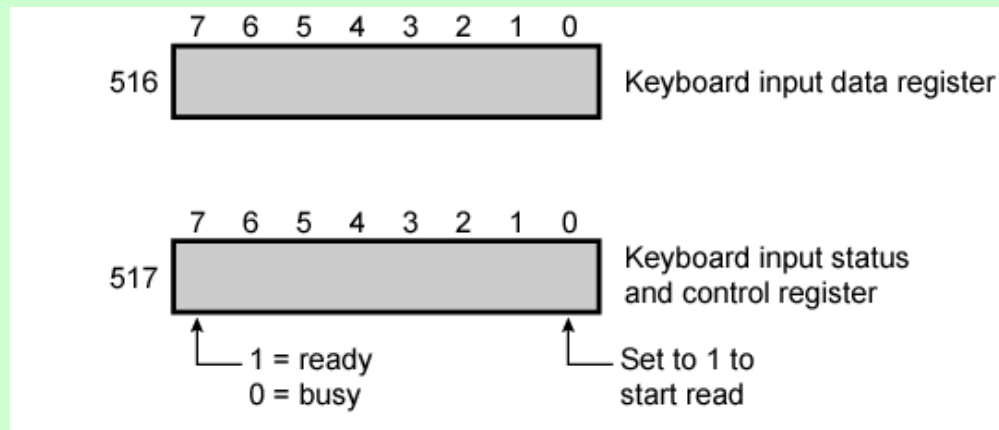 7 6 5 4 3 2 1 0
516 Keyboard input data register
7 6 5 4 3 2 1 0
517 Keyboard input status
and control register
1 = ready
0 = busy
Set to 1 to
start read